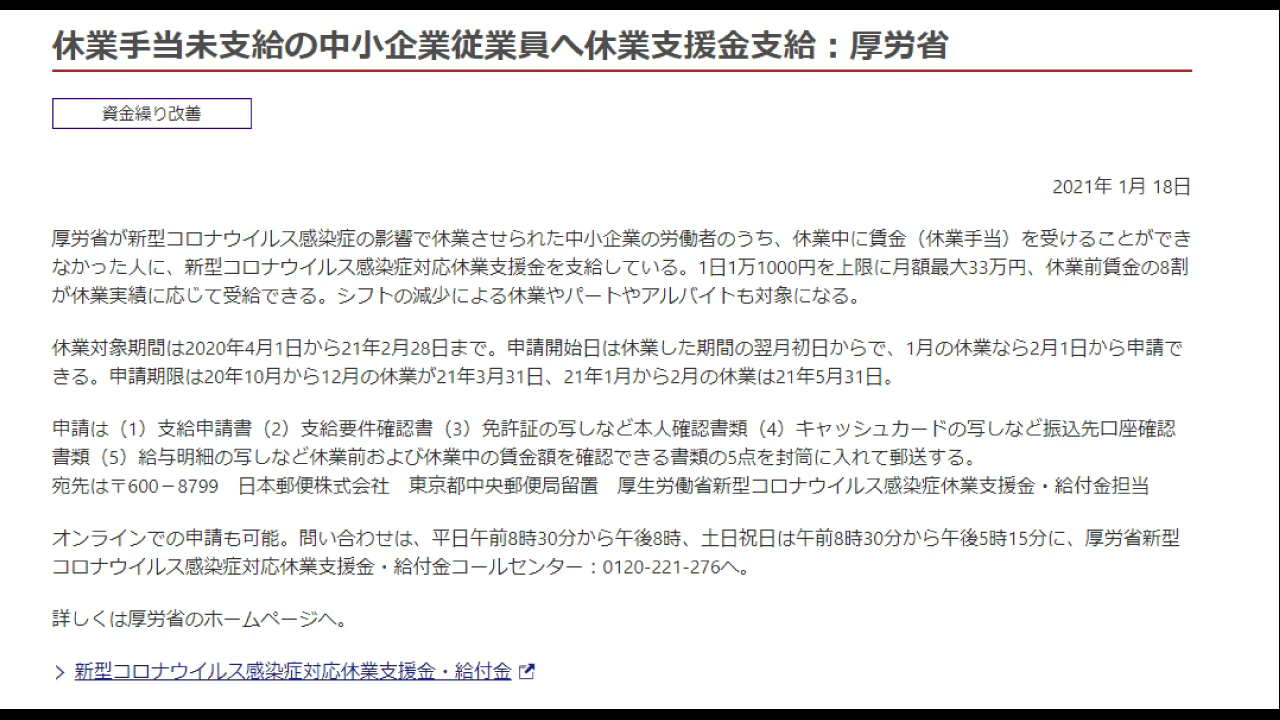 休業手当未支給の中小企業従業員へ休業支援金支給：厚労省
資金繰り改善
2021年 1月 18日
厚労省が新型コロナウイルス感染症の影響で休業させられた中小企業の労働者のうち、休業中に賃金（休業手当）を受けることができ
なかった人に、新型コロナウイルス感染症対応休業支援金を支給している。1日1万1000円を上限に月額最大33万円、休業前賃金の8割
が休業実績に応じて受給できる。シフトの減少による休業やパートやアルバイトも対象になる。
休業対象期間は2020年4月1日から21年2月28日まで。申請開始日は休業した期間の翌月初日からで、1月の休業なら2月1日から申請で
きる。申請期限は20年10月から12月の休業が21年3月31日、21年1月から2月の休業は21年5月31日。
申請は（1）支給申請書（2）支給要件確認書（3）免許証の写しなど本人確認書類（4）キャッシュカードの写しなど振込先口座確認
書類（5）給与明細の写しなど休業前および休業中の賃金額を確認できる書類の5点を封筒に入れて郵送する。
宛先は〒600－8799　日本郵便株式会社　東京都中央郵便局留置　厚生労働省新型コロナウイルス感染症休業支援金・給付金担当
オンラインでの申請も可能。問い合わせは、平日午前8時30分から午後8時、土日祝日は午前8時30分から午後5時15分に、厚労省新型
コロナウイルス感染症対応休業支援金・給付金コールセンター：0120-221-276へ。
詳しくは厚労省のホームページへ。
> 新型コロナウイルス感染症対応休業支援金・給付金